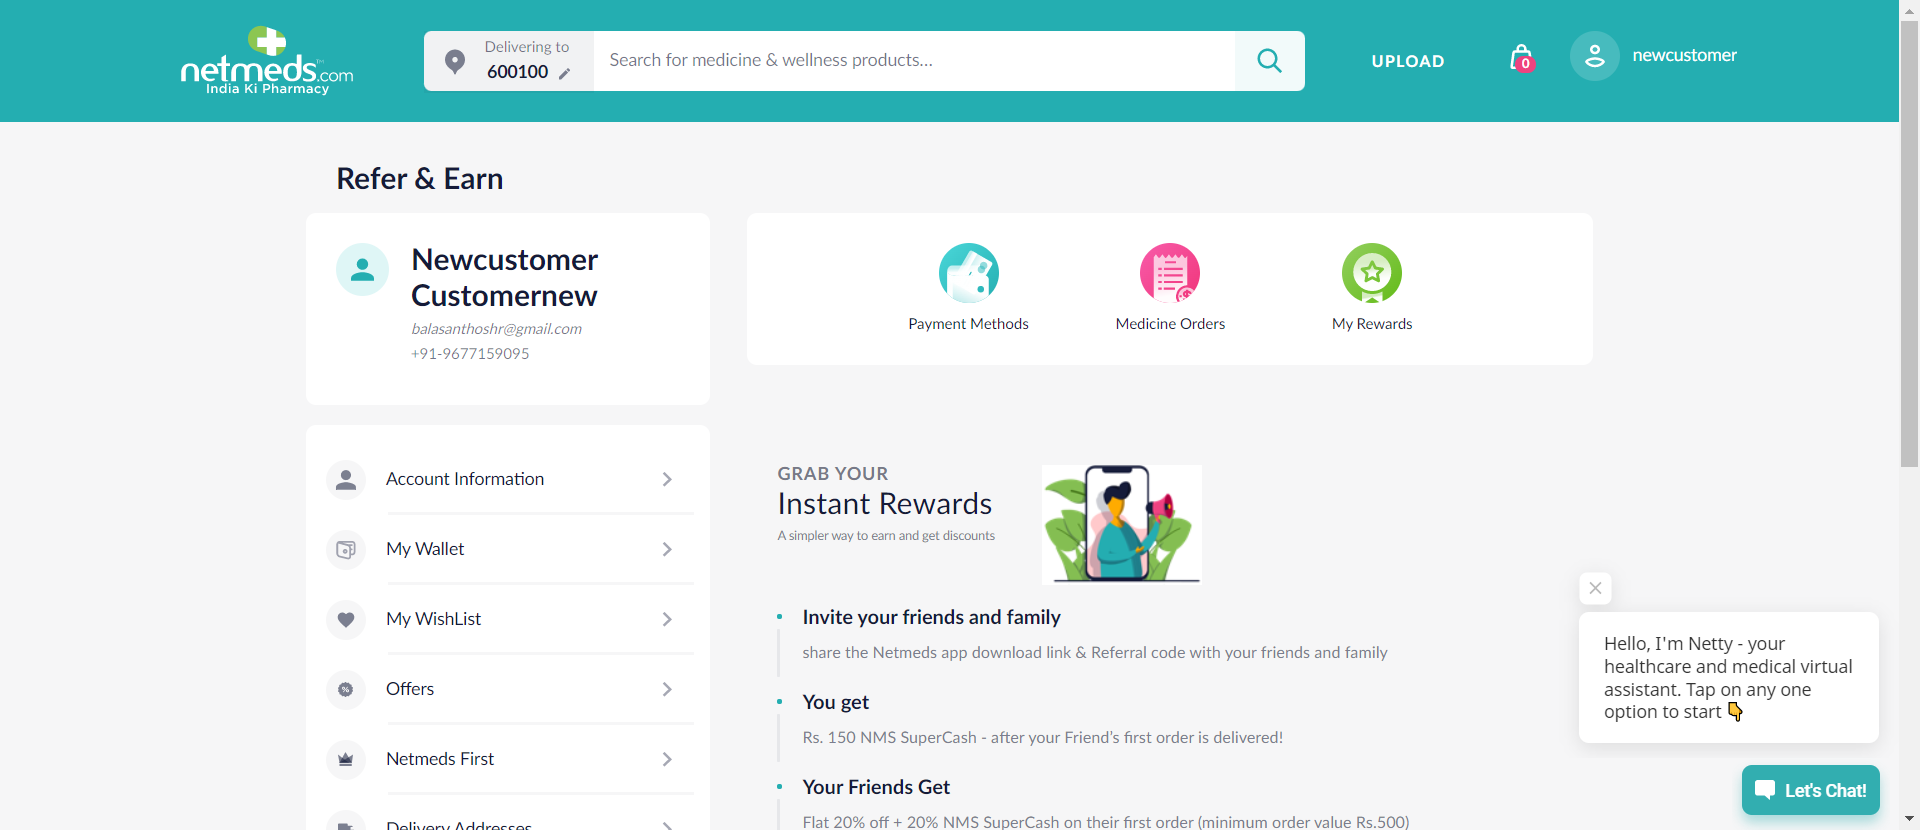 netmeds.com
India Ki Pharmacy
Delivering to
600100
Search for medicine & wellness products...
UPLOAD
0
newcustomer
Refer & Earn
Newcustomer
Customernew
balasanthoshr@gmail.com
+91-9677159095
Payment Methods
Medicine Orders
My Rewards
Account Information
My Wallet
My WishList
Offers
Netmeds First
Delivery Addresses
GRAB YOUR
Instant Rewards
A simpler way to earn and get discounts
Invite your friends and family
share the Netmeds app download link & Referral code with your friends and family
You get
Rs. 150 NMS SuperCash - after your Friend's first order is delivered!
Your Friends Get
Flat 20% off + 20% NMS SuperCash on their first order (minimum order value Rs.500)
Hello, I'm Netty - your
healthcare and medical virtual
assistant. Tap on any one
option to start 👇
Let's Chat!